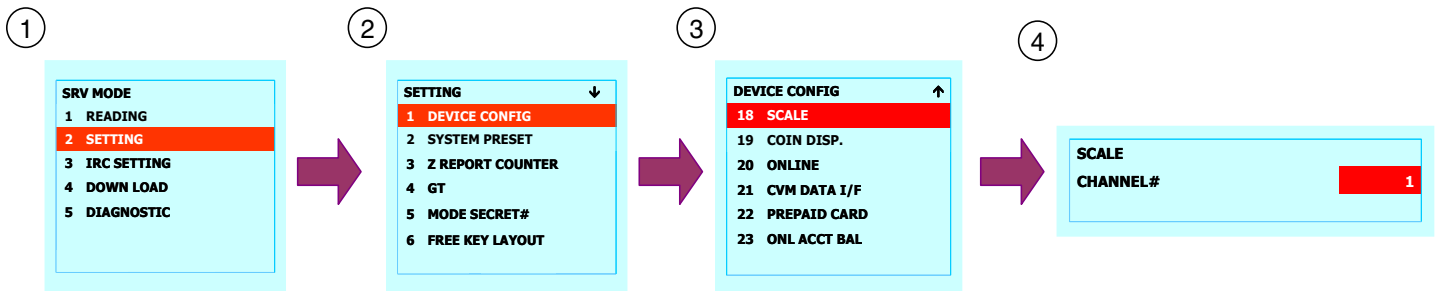 1
SRV MODE
1 READING
2 SETTING
3 IRC SETTING
4 DOWN LOAD
5 DIAGNOSTIC
2
SETTING ↓
1 DEVICE CONFIG
2 SYSTEM PRESET
3 Z REPORT COUNTER
4 GT
5 MODE SECRET#
6 FREE KEY LAYOUT
3
DEVICE CONFIG ↑
18 SCALE
19 COIN DISP.
20 ONLINE
21 CVM DATA I/F
22 PREPAID CARD
23 ONL ACCT BAL
4
SCALE
CHANNEL# 1